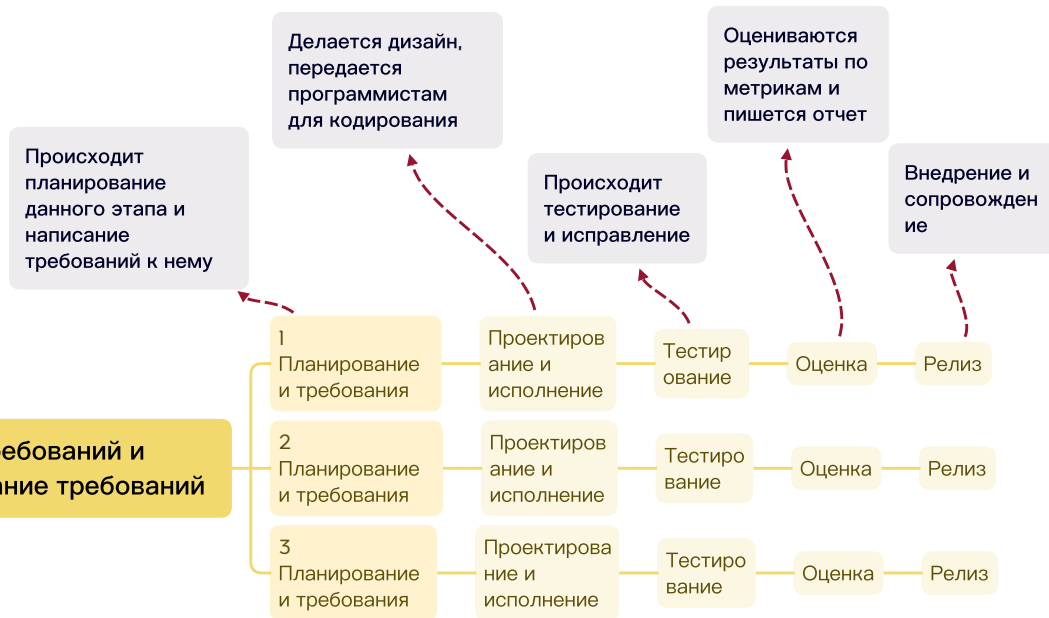 Делается дизайн,
передается
программистам
для кодирования
Оцениваются
результаты по
метрикам и
пишется отчет
Происходит
планирование
данного этапа и
написание
требований к нему
Происходит
тестирование
и исправление
Внедрение и
сопровожден
ие
1
Планирование
и требования
Проектиров
ание и
исполнение
Тестир
ование
Оценка
Релиз
ребований и
ание требований
2
Планирование
и требования
Проектиров
ание и
исполнение
Тестиро
вание
Оценка
Релиз
3
Планирование
и требования
Проектирова
ние и
исполнение
Тестиро
вание
Оценка
Релиз